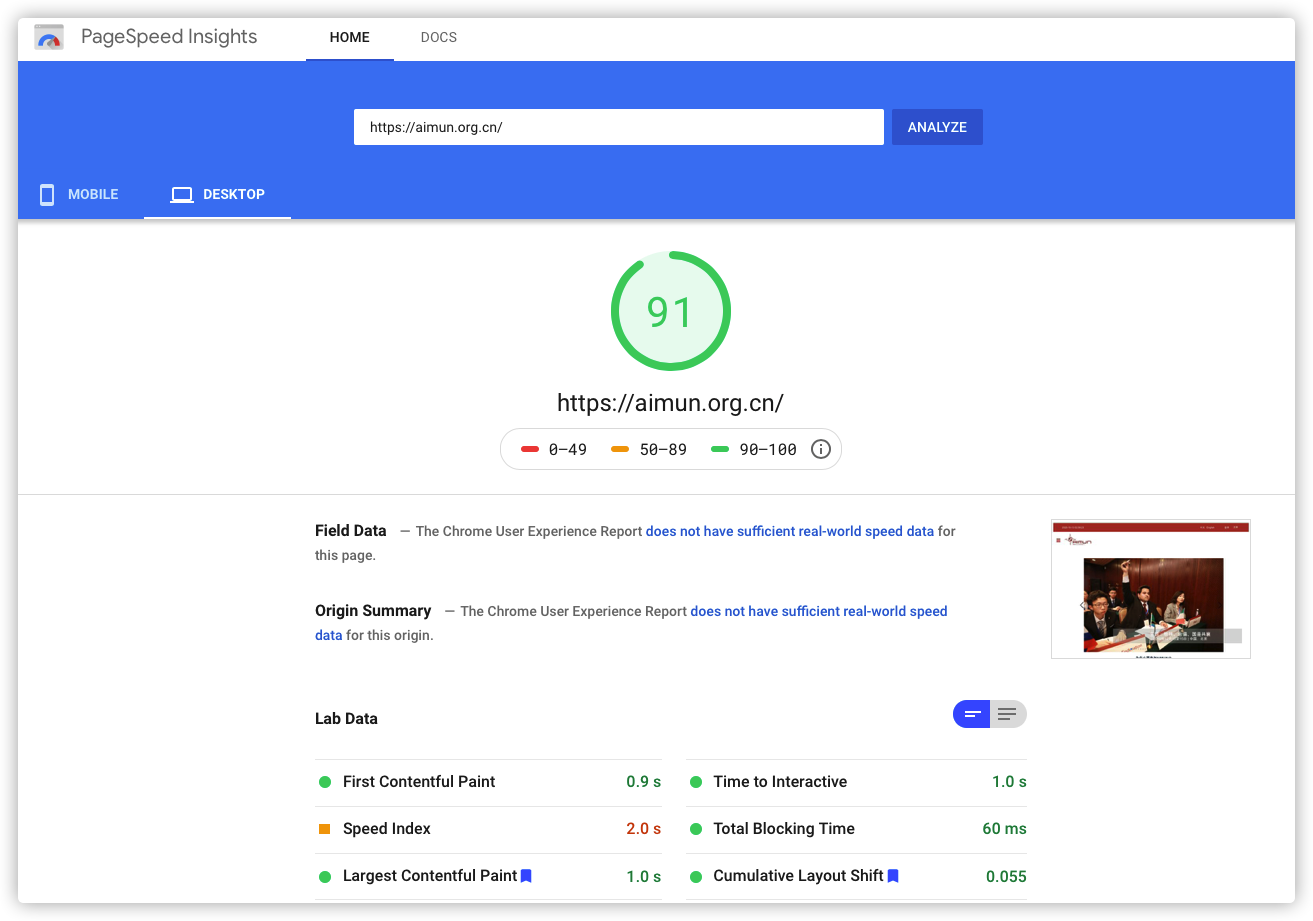 PageSpeed Insights
HOME
DOCS
https://aimun.org.cn/
ANALYZE
MOBILE
DESKTOP
91
https://aimun.org.cn/
0–49
50–89
90–100
Field Data — The Chrome User Experience Report does not have sufficient real-world speed data for
this page.
Origin Summary — The Chrome User Experience Report does not have sufficient real-world speed
data for this origin.
aimun
Lab Data
First Contentful Paint 0.9 s
Time to Interactive 1.0 s
Speed Index 2.0 s
Total Blocking Time 60 ms
Largest Contentful Paint 1.0 s
Cumulative Layout Shift 0.055